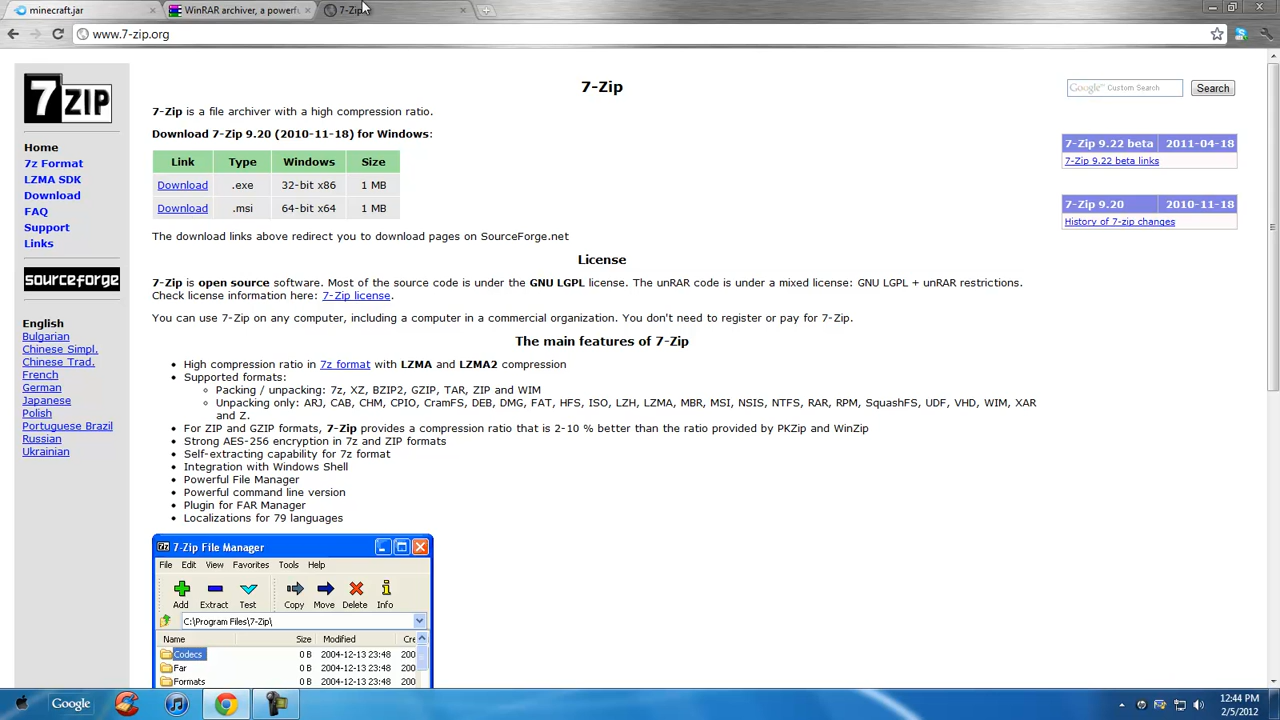 minecraft.jar
WinRAR archiver, a powerfu
7-Zip
www.7-zip.org
7ZIP
Home
7z Format
LZMA SDK
Download
FAQ
Support
Links
sourceforge
English
Bulgarian
Chinese Simpl.
Chinese Trad.
French
German
Japanese
Polish
Portuguese Brazil
Russian
Ukrainian
7-Zip
7-Zip is a file archiver with a high compression ratio.
Download 7-Zip 9.20 (2010-11-18) for Windows:
Link Type Windows Size
Download .exe 32-bit x86 1 MB
Download .msi 64-bit x64 1 MB
The download links above redirect you to download pages on SourceForge.net
License
7-Zip is open source software. Most of the source code is under the GNU LGPL license. The unRAR code is under a mixed license: GNU LGPL + unRAR restrictions.
Check license information here: 7-Zip license.
You can use 7-Zip on any computer, including a computer in a commercial organization. You don't need to register or pay for 7-Zip.
The main features of 7-Zip
High compression ratio in 7z format with LZMA and LZMA2 compression
Supported formats:
Packing / unpacking: 7z, XZ, BZIP2, GZIP, TAR, ZIP and WIM
Unpacking only: ARJ, CAB, CHM, CPIO, CramFS, DEB, DMG, FAT, HFS, ISO, LZH, LZMA, MBR, MSI, NSIS, NTFS, RAR, RPM, SquashFS, UDF, VHD, WIM, XAR
and Z.
For ZIP and GZIP formats, 7-Zip provides a compression ratio that is 2-10 % better than the ratio provided by PKZip and WinZip
Strong AES-256 encryption in 7z and ZIP formats
Self-extracting capability for 7z format
Integration with Windows Shell
Powerful File Manager
Powerful command line version
Plugin for FAR Manager
Localizations for 79 languages
7-Zip File Manager
File Edit View Favorites Tools Help
Add Extract Test Copy Move Delete Info
C:\Program Files\7-Zip\
Name Size Modified Cre
Codecs 0 B 2004-12-13 23:48 200
Far 0 B 2004-12-13 23:48 200
Formats 0 B 2004-12-13 23:48 200
Google™ Custom Search
Search
7-Zip 9.22 beta 2011-04-18
7-Zip 9.22 beta links
7-Zip 9.20 2010-11-18
History of 7-zip changes
Google
12:44 PM
2/5/2012